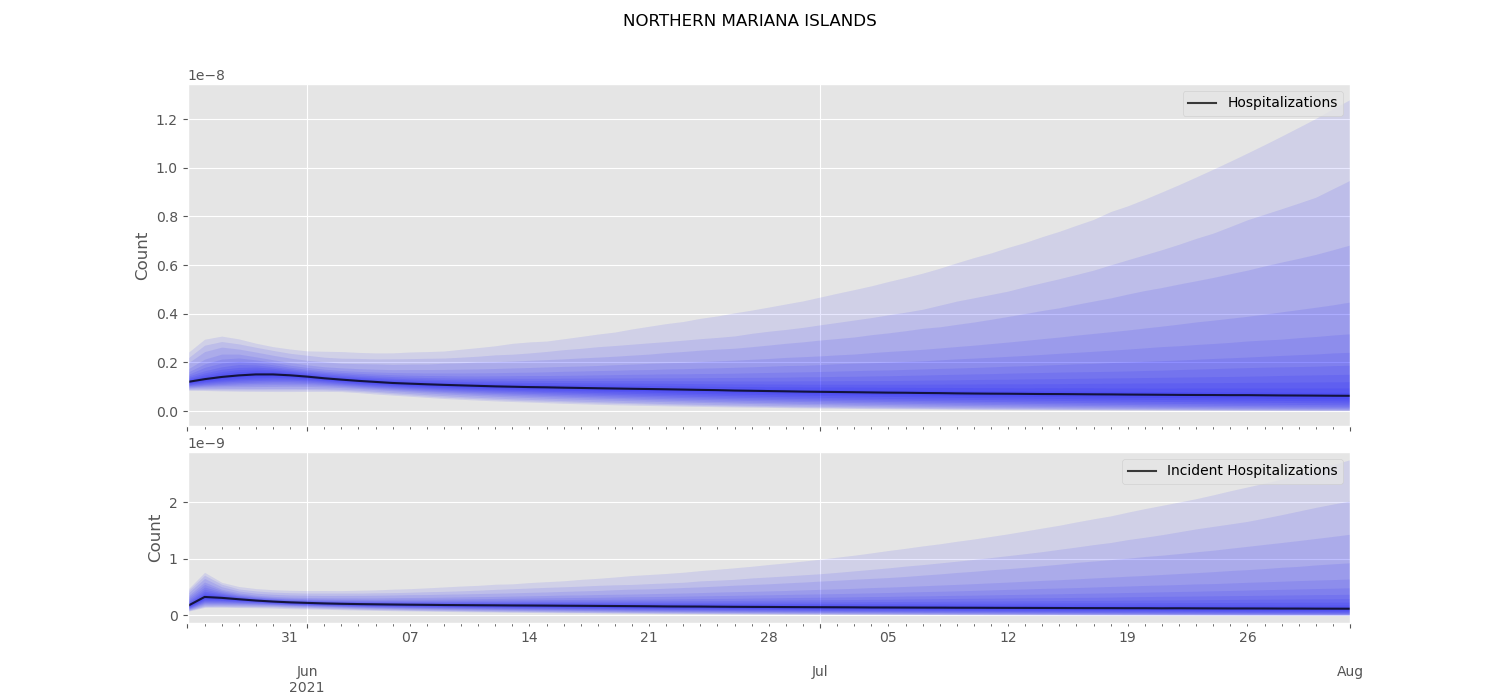 NORTHERN MARIANA ISLANDS
1e−8
Hospitalizations
1.2
1.0
0.8
0.6
0.4
0.2
0.0
Count
1e−9
Incident Hospitalizations
2
1
0
Count
31 07 14 21 28 05 12 19 26
Jun Jul Aug
2021